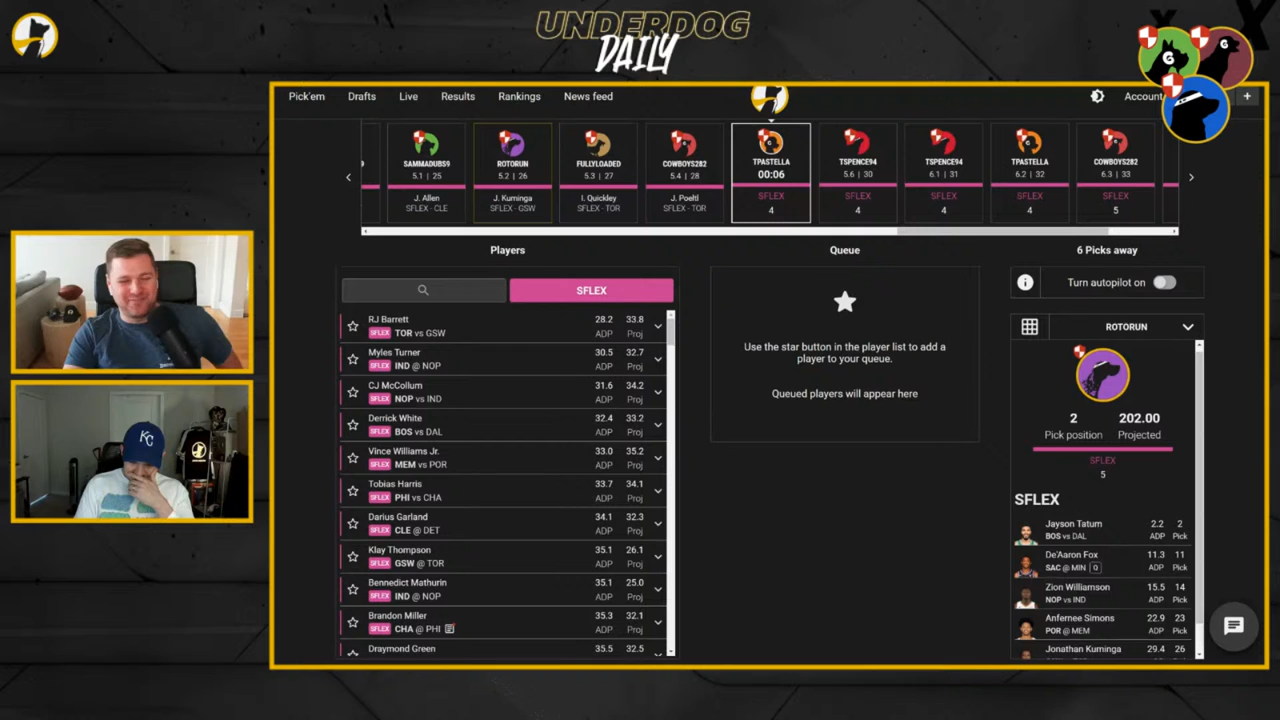 UNDERDOG
DAILY
Pick'em Drafts Live Results Rankings News feed Account +
SAMMADUBS9 ROTORUN FULLYLOADED COWBOYS282 TPASTELLA TSPENCE94 TSPENCE94 TPASTELLA COWBOYS282
5.1 | 25 5.2 | 26 5.3 | 27 5.4 | 28 00:06 5.6 | 30 6.1 | 31 6.2 | 32 6.3 | 33
J. Allen J. Kuminga I. Quickley J. Poeltl SFLEX SFLEX SFLEX SFLEX SFLEX
SFLEX - CLE SFLEX - GSW SFLEX - TOR SFLEX - TOR 4 4 4 4 5
Players Queue 6 Picks away
SFLEX
RJ Barrett 28.2 33.8
SFLEX TOR vs GSW ADP Proj
Myles Turner 30.5 32.7
SFLEX IND @ NOP ADP Proj
CJ McCollum 31.6 34.2
SFLEX NOP vs IND ADP Proj
Derrick White 32.4 33.2
SFLEX BOS vs DAL ADP Proj
Vince Williams Jr. 33.0 35.2
SFLEX MEM vs POR ADP Proj
Tobias Harris 33.7 34.1
SFLEX PHI vs CHA ADP Proj
Darius Garland 34.1 32.3
SFLEX CLE @ DET ADP Proj
Klay Thompson 35.1 26.1
SFLEX GSW @ TOR ADP Proj
Bennedict Mathurin 35.1 25.0
SFLEX IND @ NOP ADP Proj
Brandon Miller 35.3 32.1
SFLEX CHA @ PHI ADP Proj
Draymond Green 35.5 32.5
Use the star button in the player list to add a
player to your queue.
Queued players will appear here
Turn autopilot on
ROTORUN
2 202.00
Pick position Projected
SFLEX
5
SFLEX
Jayson Tatum 2.2 2
BOS vs DAL ADP Pick
De'Aaron Fox 11.3 11
SAC @ MIN Q ADP Pick
Zion Williamson 15.5 14
NOP vs IND ADP Pick
Anfernee Simons 22.9 23
POR @ MEM ADP Pick
Jonathan Kuminga 29.4 26
KC
G
G